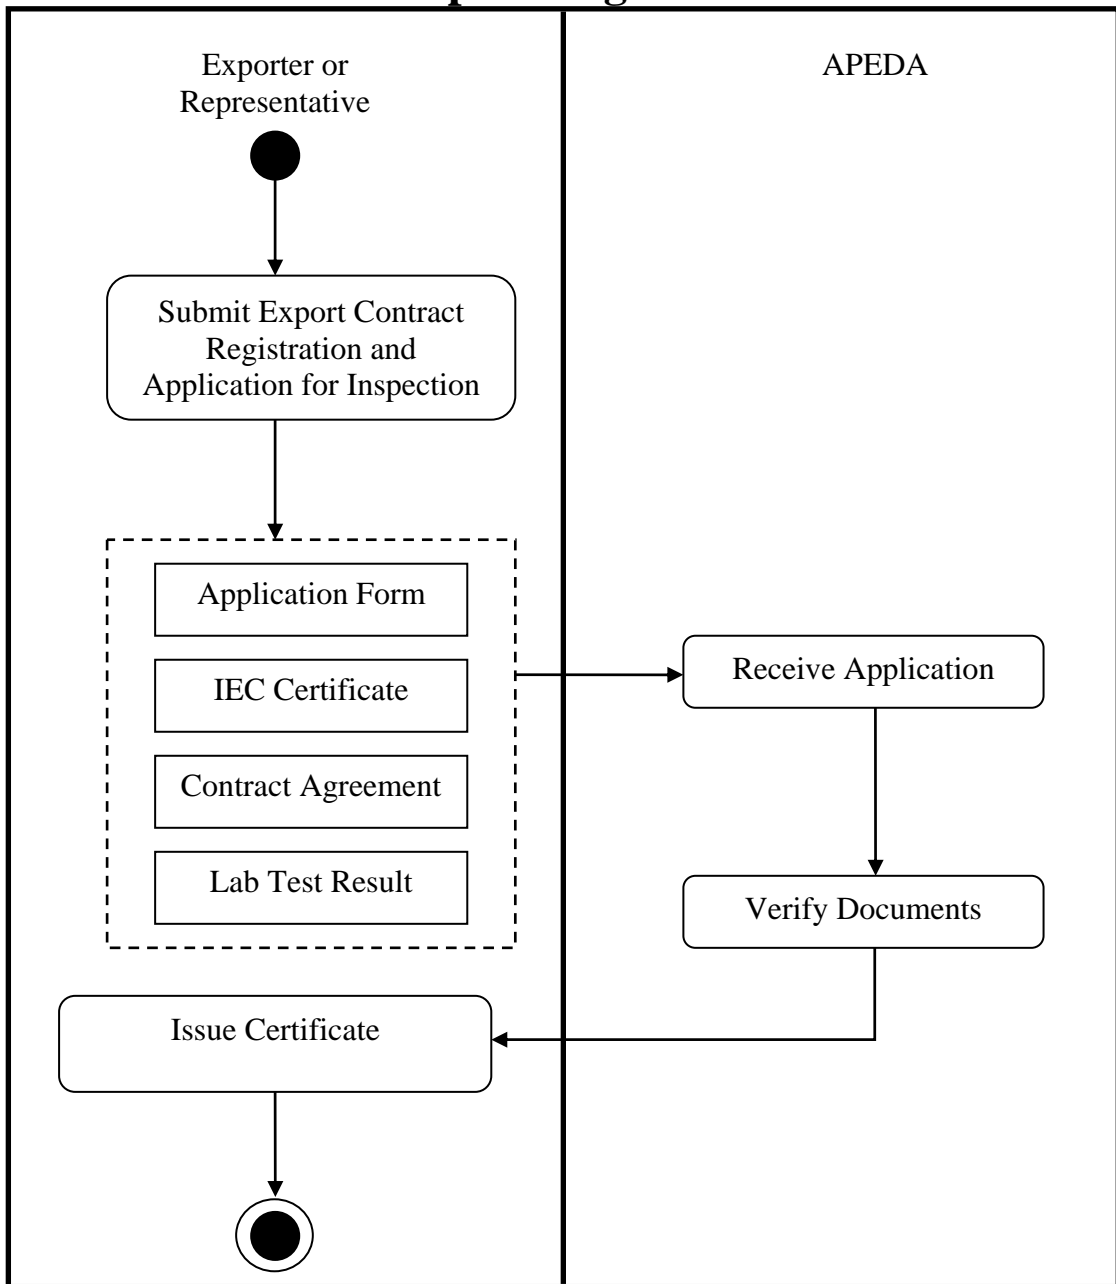 Exporter or
Representative
APEDA
Submit Export Contract
Registration and
Application for Inspection
Application Form
IEC Certificate
Contract Agreement
Lab Test Result
Receive Application
Verify Documents
Issue Certificate